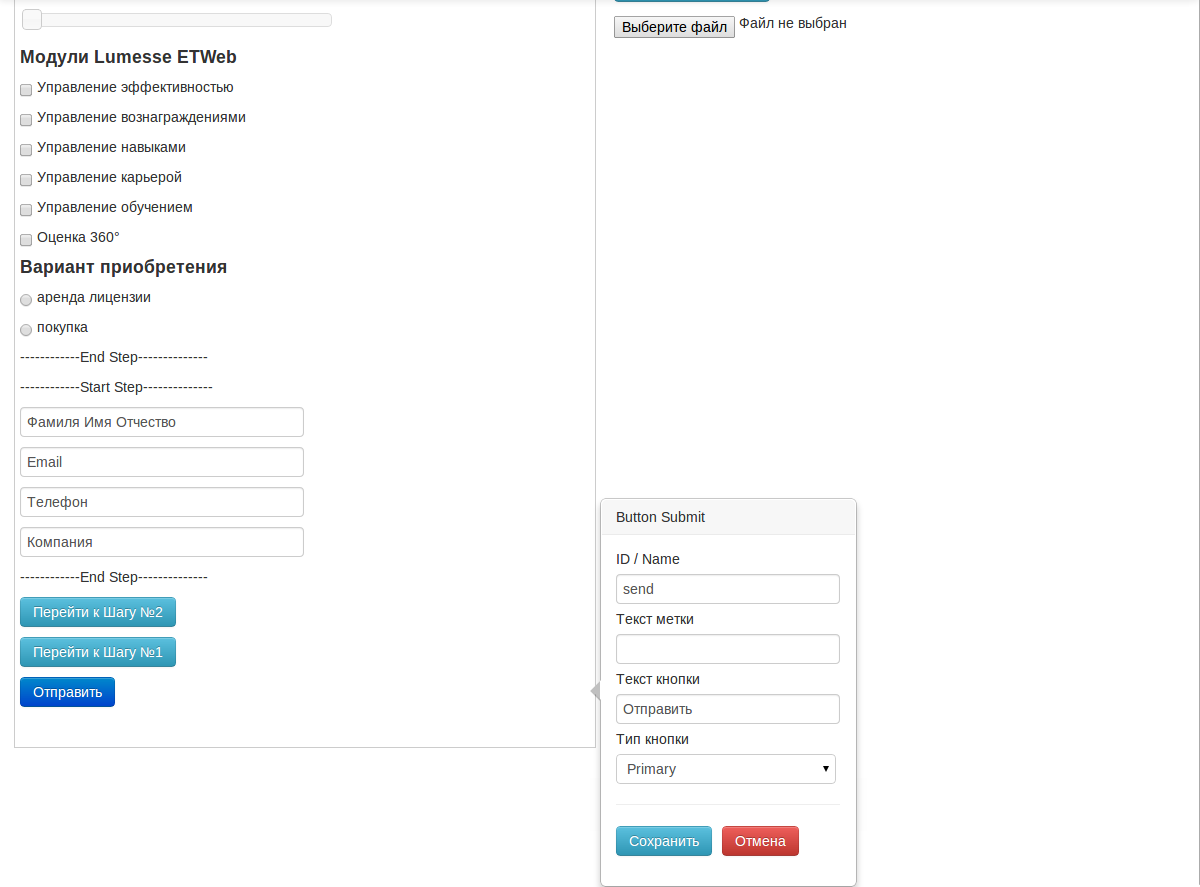 Модули Lumesse ETWeb
Управление эффективностью
Управление вознаграждениями
Управление навыками
Управление карьерой
Управление обучением
Оценка 360°
Вариант приобретения
аренда лицензии
покупка
------------End Step--------------
------------Start Step--------------
Фамиля Имя Отчество
Email
Телефон
Компания
------------End Step--------------
Перейти к Шагу №2
Перейти к Шагу №1
Отправить
Выберите файл Файл не выбран
Button Submit
ID / Name
send
Текст метки
Текст кнопки
Отправить
Тип кнопки
Primary
Сохранить Отмена